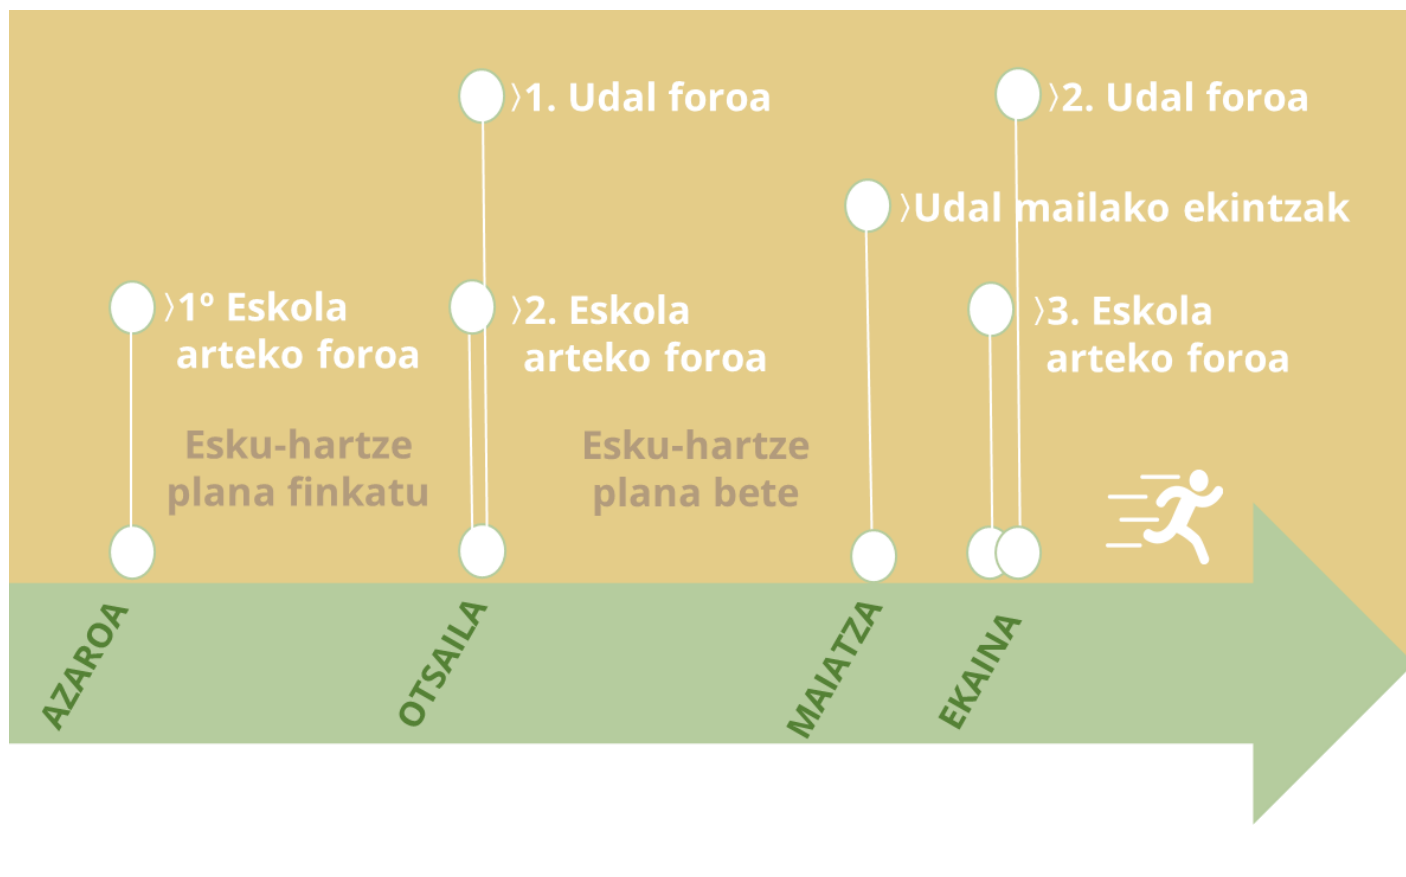 〉1. Udal foroa
〉2. Udal foroa
〉Udal mailako ekintzak
〉1º Eskola
arteko foroa
〉2. Eskola
arteko foroa
〉3. Eskola
arteko foroa
Esku-hartze
plana finkatu
Esku-hartze
plana bete
AZAROA
OTSAILA
MAIATZA
EKAINA